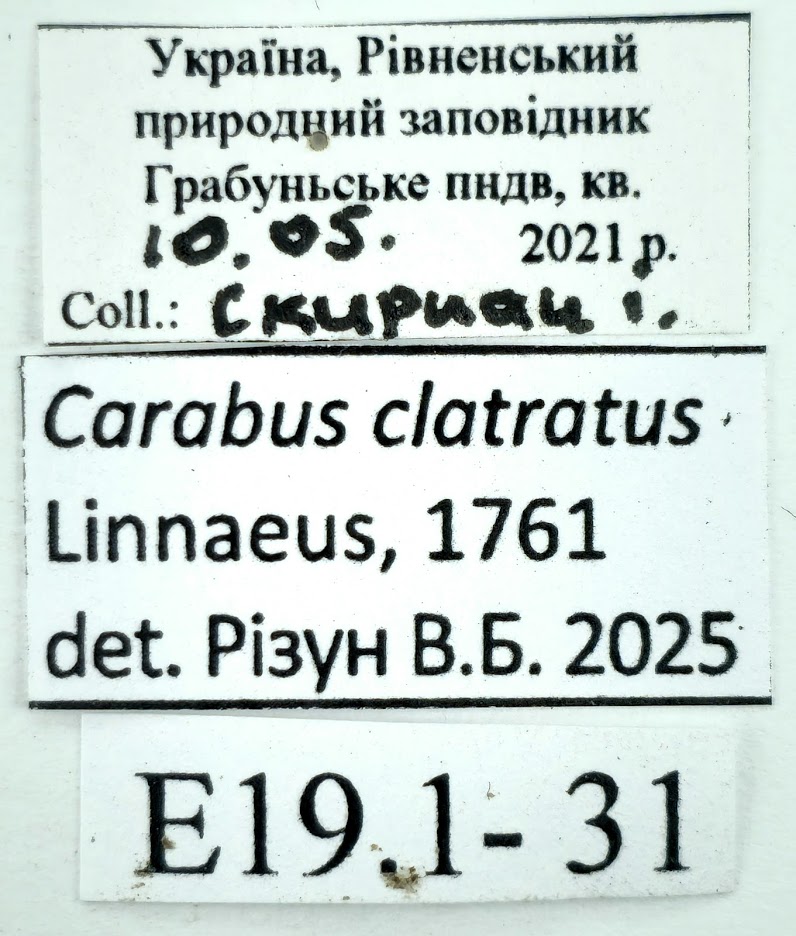 Україна, Рівненський
природний заповідник
Грабунське пндв, кв.
10.05. 2021 р.
Coll.: Скирпан і.
Carabus clatratus
Linnaeus, 1761
det. Різун В.Б. 2025
E19.1- 31